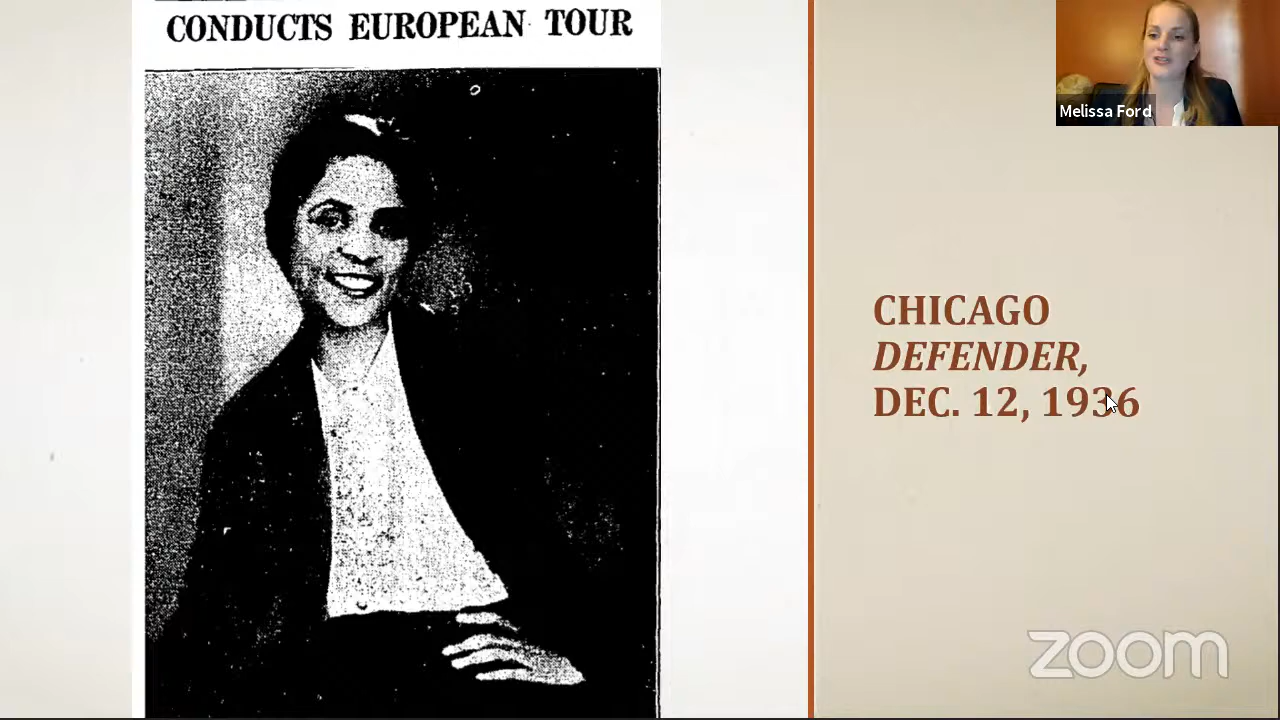 CONDUCTS EUROPEAN TOUR
Melissa Ford
CHICAGO
DEFENDER,
DEC. 12, 1936
zoom